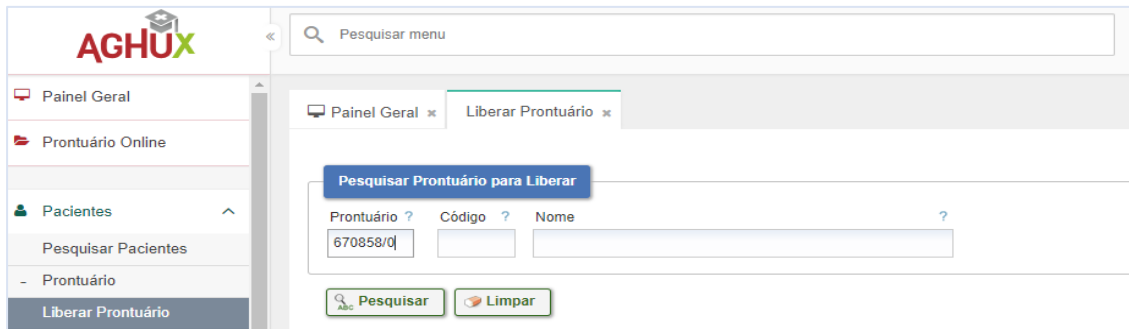 AGHUX
«
Pesquisar menu
Painel Geral
Prontuário Online
Pacientes
Pesquisar Pacientes
- Prontuário
Liberar Prontuário
Painel Geral ×
Liberar Prontuário ×
Pesquisar Prontuário para Liberar
Prontuário ? Código ? Nome ?
670858/0
ABC Pesquisar
Limpar